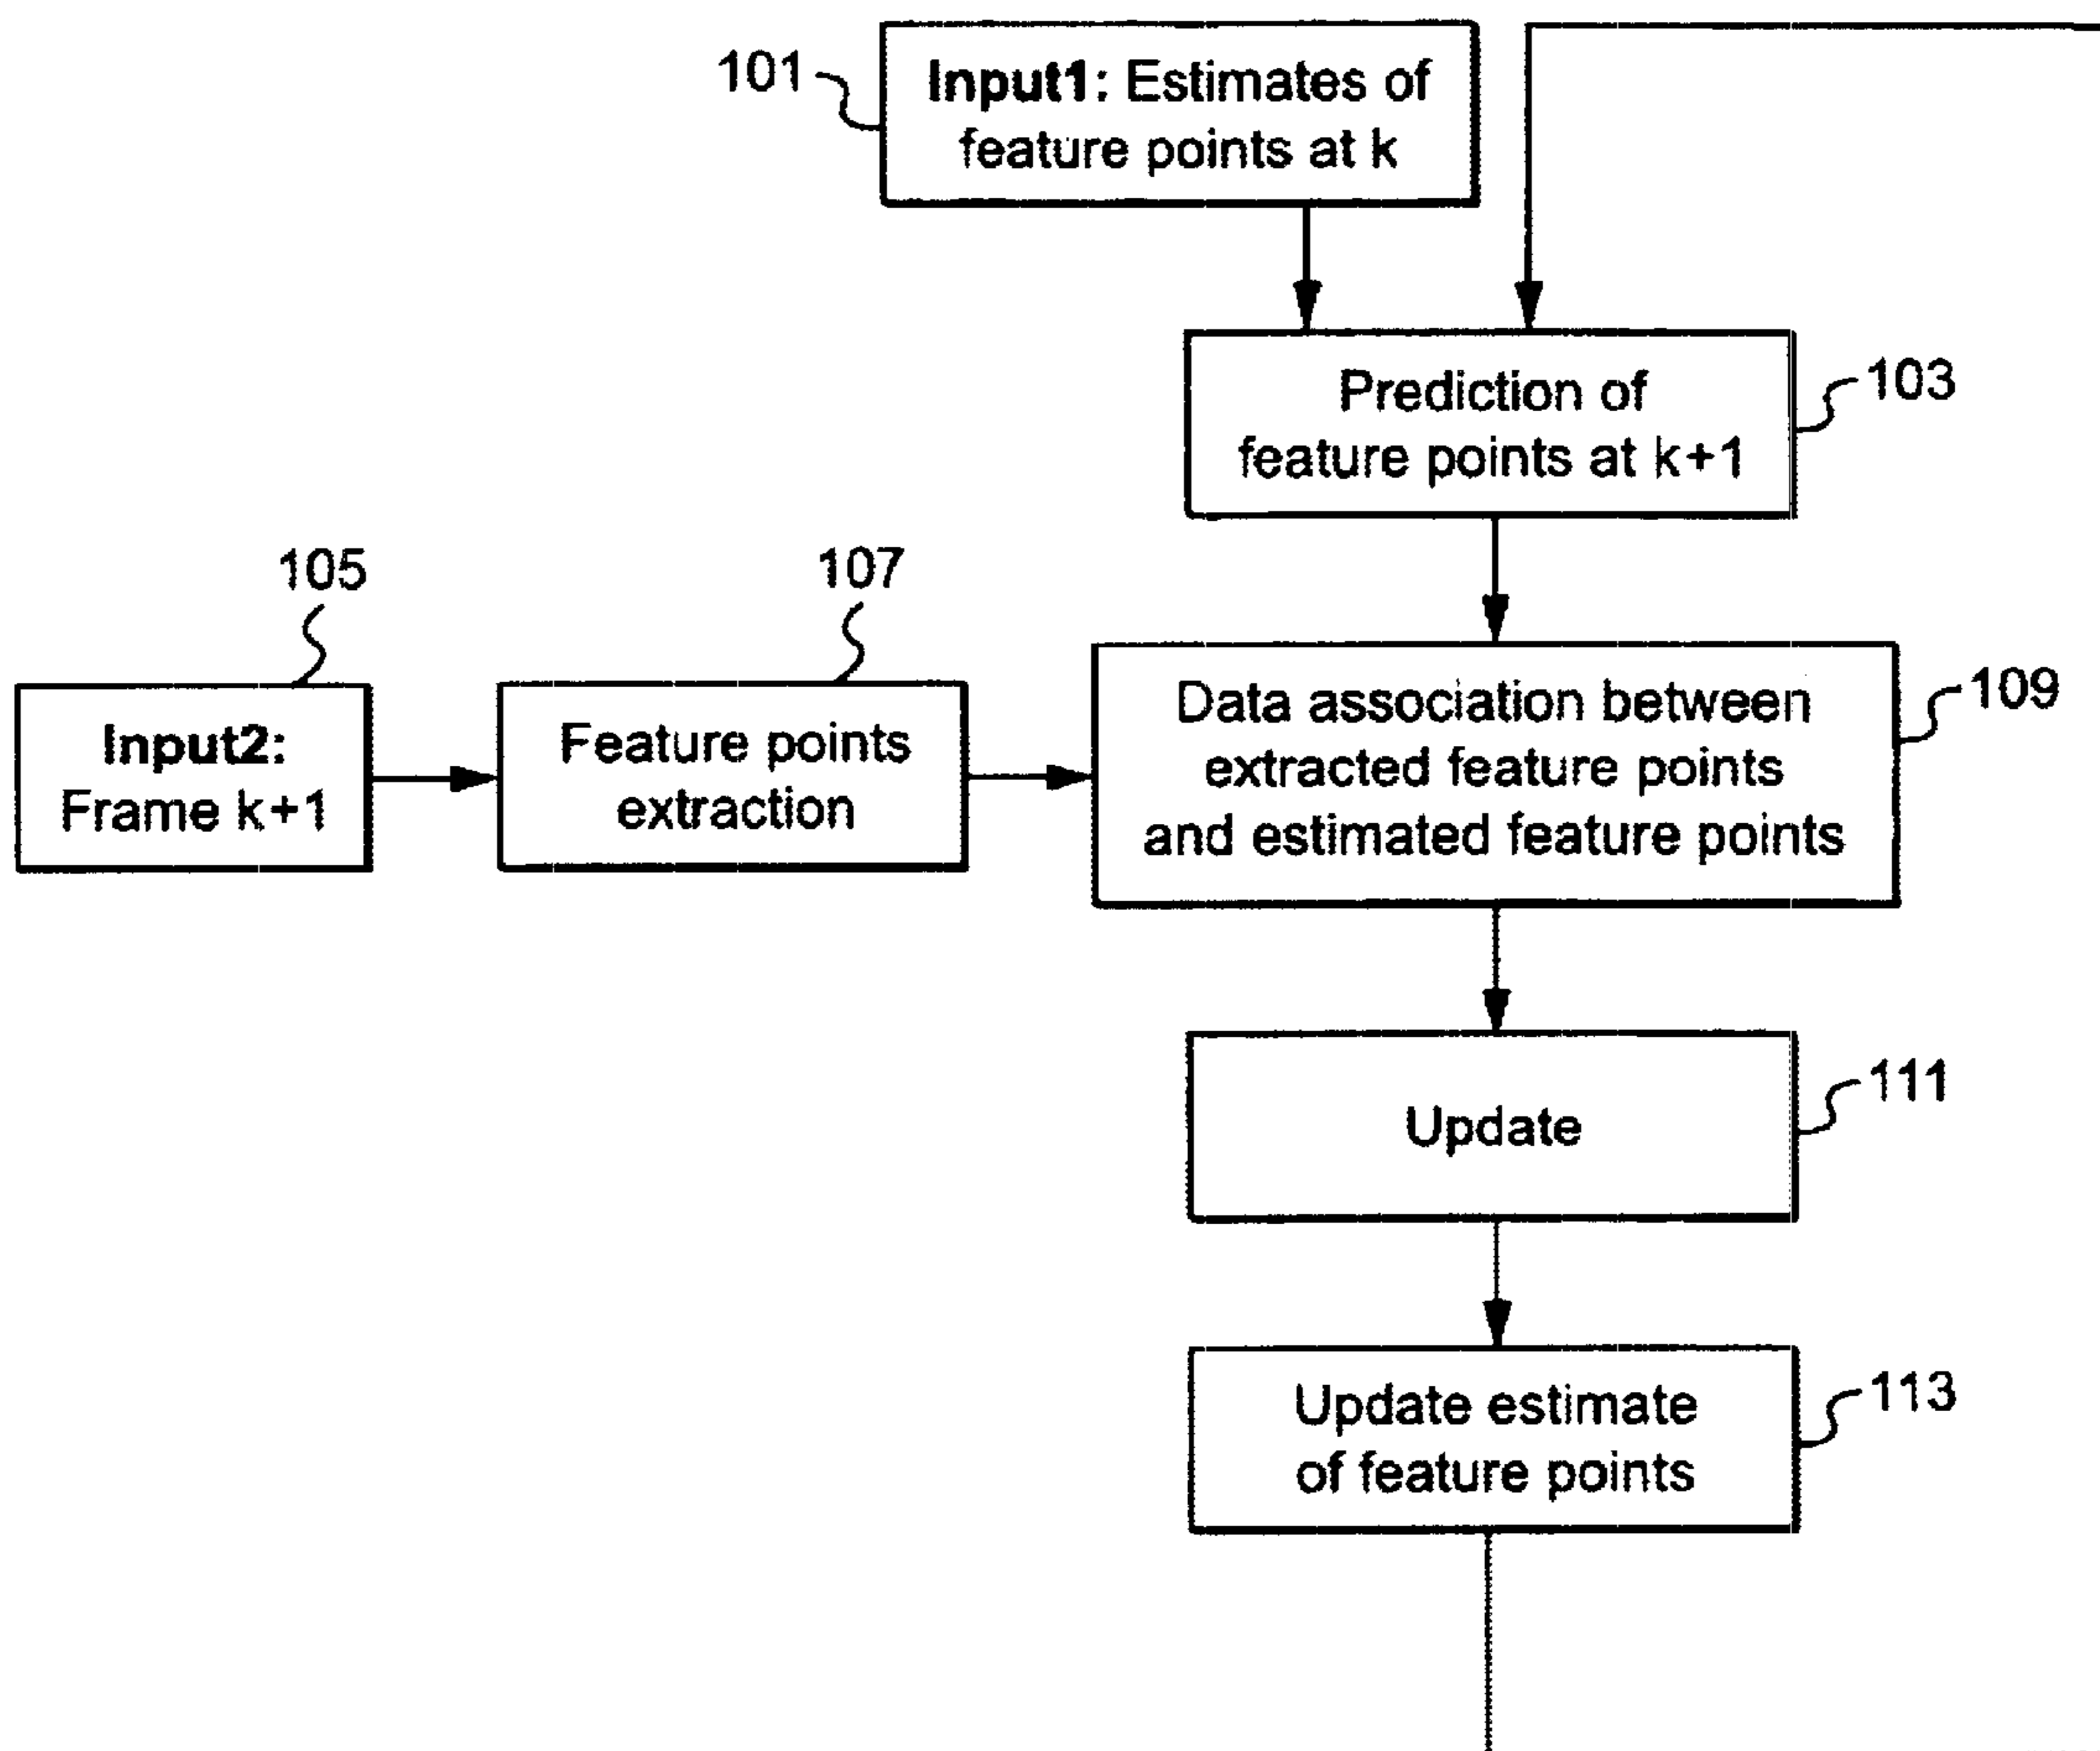 101
Input1: Estimates of
feature points at k
Prediction of
feature points at k+1
103
105
107
Input2:
Frame k+1
Feature points
extraction
Data association between
extracted feature points
and estimated feature points
109
Update
111
Update estimate
of feature points
113